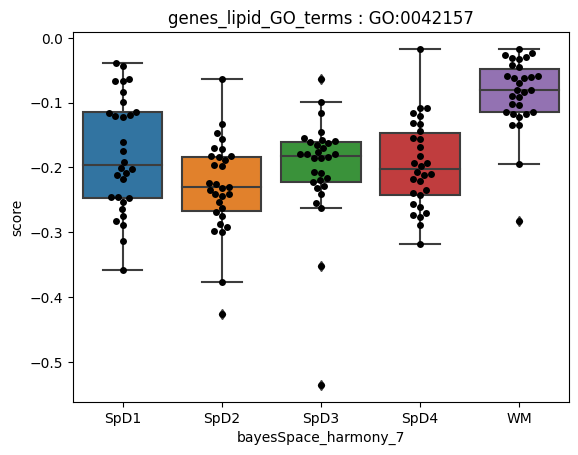 genes_lipid_GO_terms : GO:0042157
0.0
−0.1
−0.2
−0.3
−0.4
−0.5
score
SpD1 SpD2 SpD3 SpD4 WM
bayesSpace_harmony_7